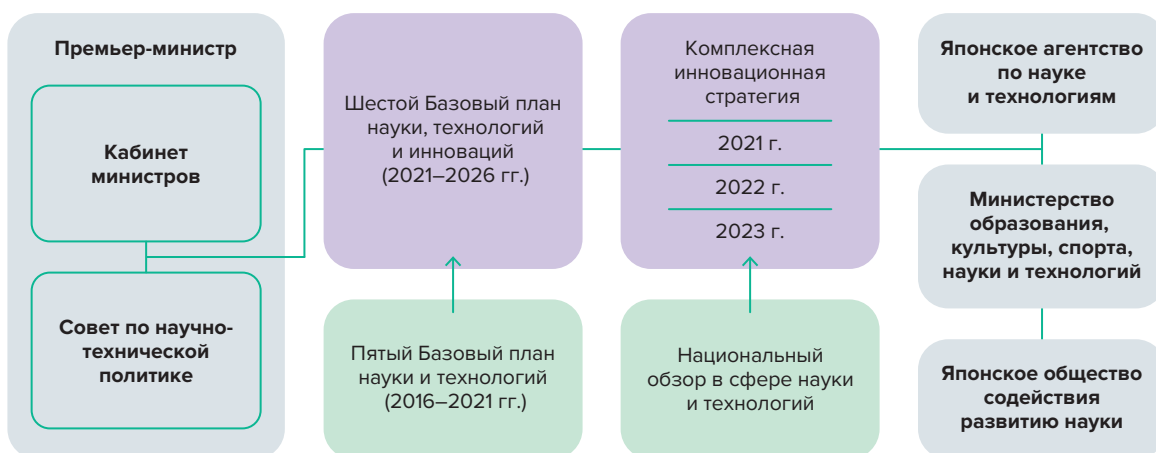 Премьер-министр
Кабинет
министров
Совет по научно-
технической
политике
Шестой Базовый план
науки, технологий
и инноваций
(2021–2026 гг.)
Пятый Базовый план
науки и технологий
(2016–2021 гг.)
Комплексная
инновационная
стратегия
2021 г.
2022 г.
2023 г.
Национальный
обзор в сфере науки
и технологий
Японское агентство
по науке
и технологиям
Министерство
образования,
культуры, спорта,
науки и технологий
Японское общество
содействия
развитию науки